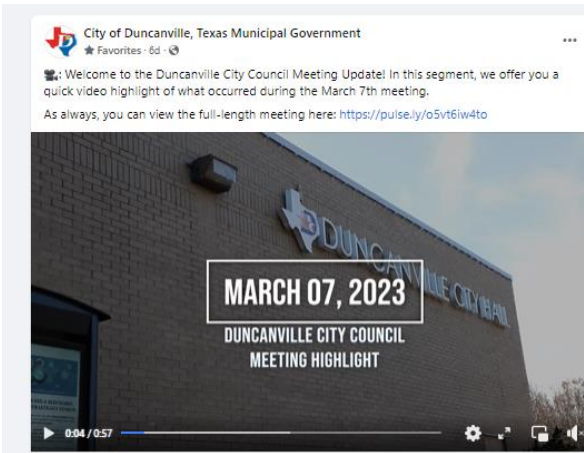 City of Duncanville, Texas Municipal Government
Favorites · 6d ·
: Welcome to the Duncanville City Council Meeting Update! In this segment, we offer you a
quick video highlight of what occurred during the March 7th meeting.
As always, you can view the full-length meeting here: https://pulse.ly/o5vt6iw4to
DUNCANVILLE CITY HALL
MARCH 07, 2023
DUNCANVILLE CITY COUNCIL
MEETING HIGHLIGHT
0:04 / 0:57